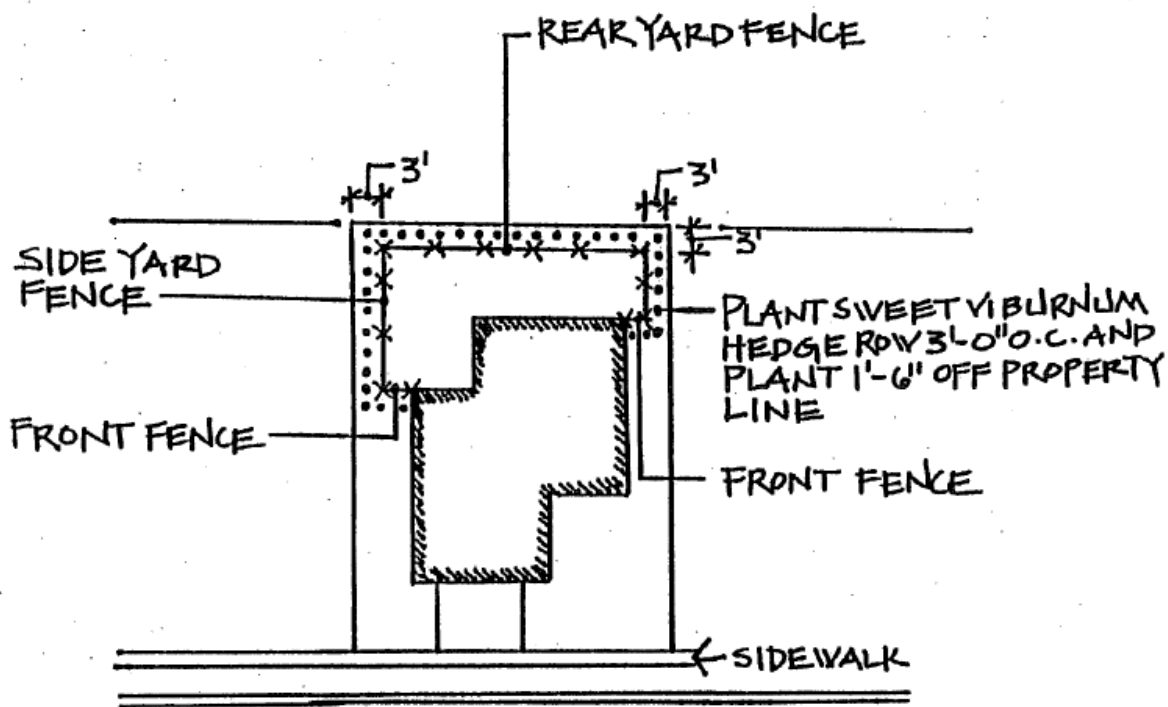 REAR YARD FENCE
3'
3'
3'
SIDE YARD
FENCE
PLANT SWEET VIBURNUM
HEDGE ROW 3'-0" O.C. AND
PLANT 1'-6" OFF PROPERTY
LINE
FRONT FENCE
FRONT FENCE
SIDEWALK